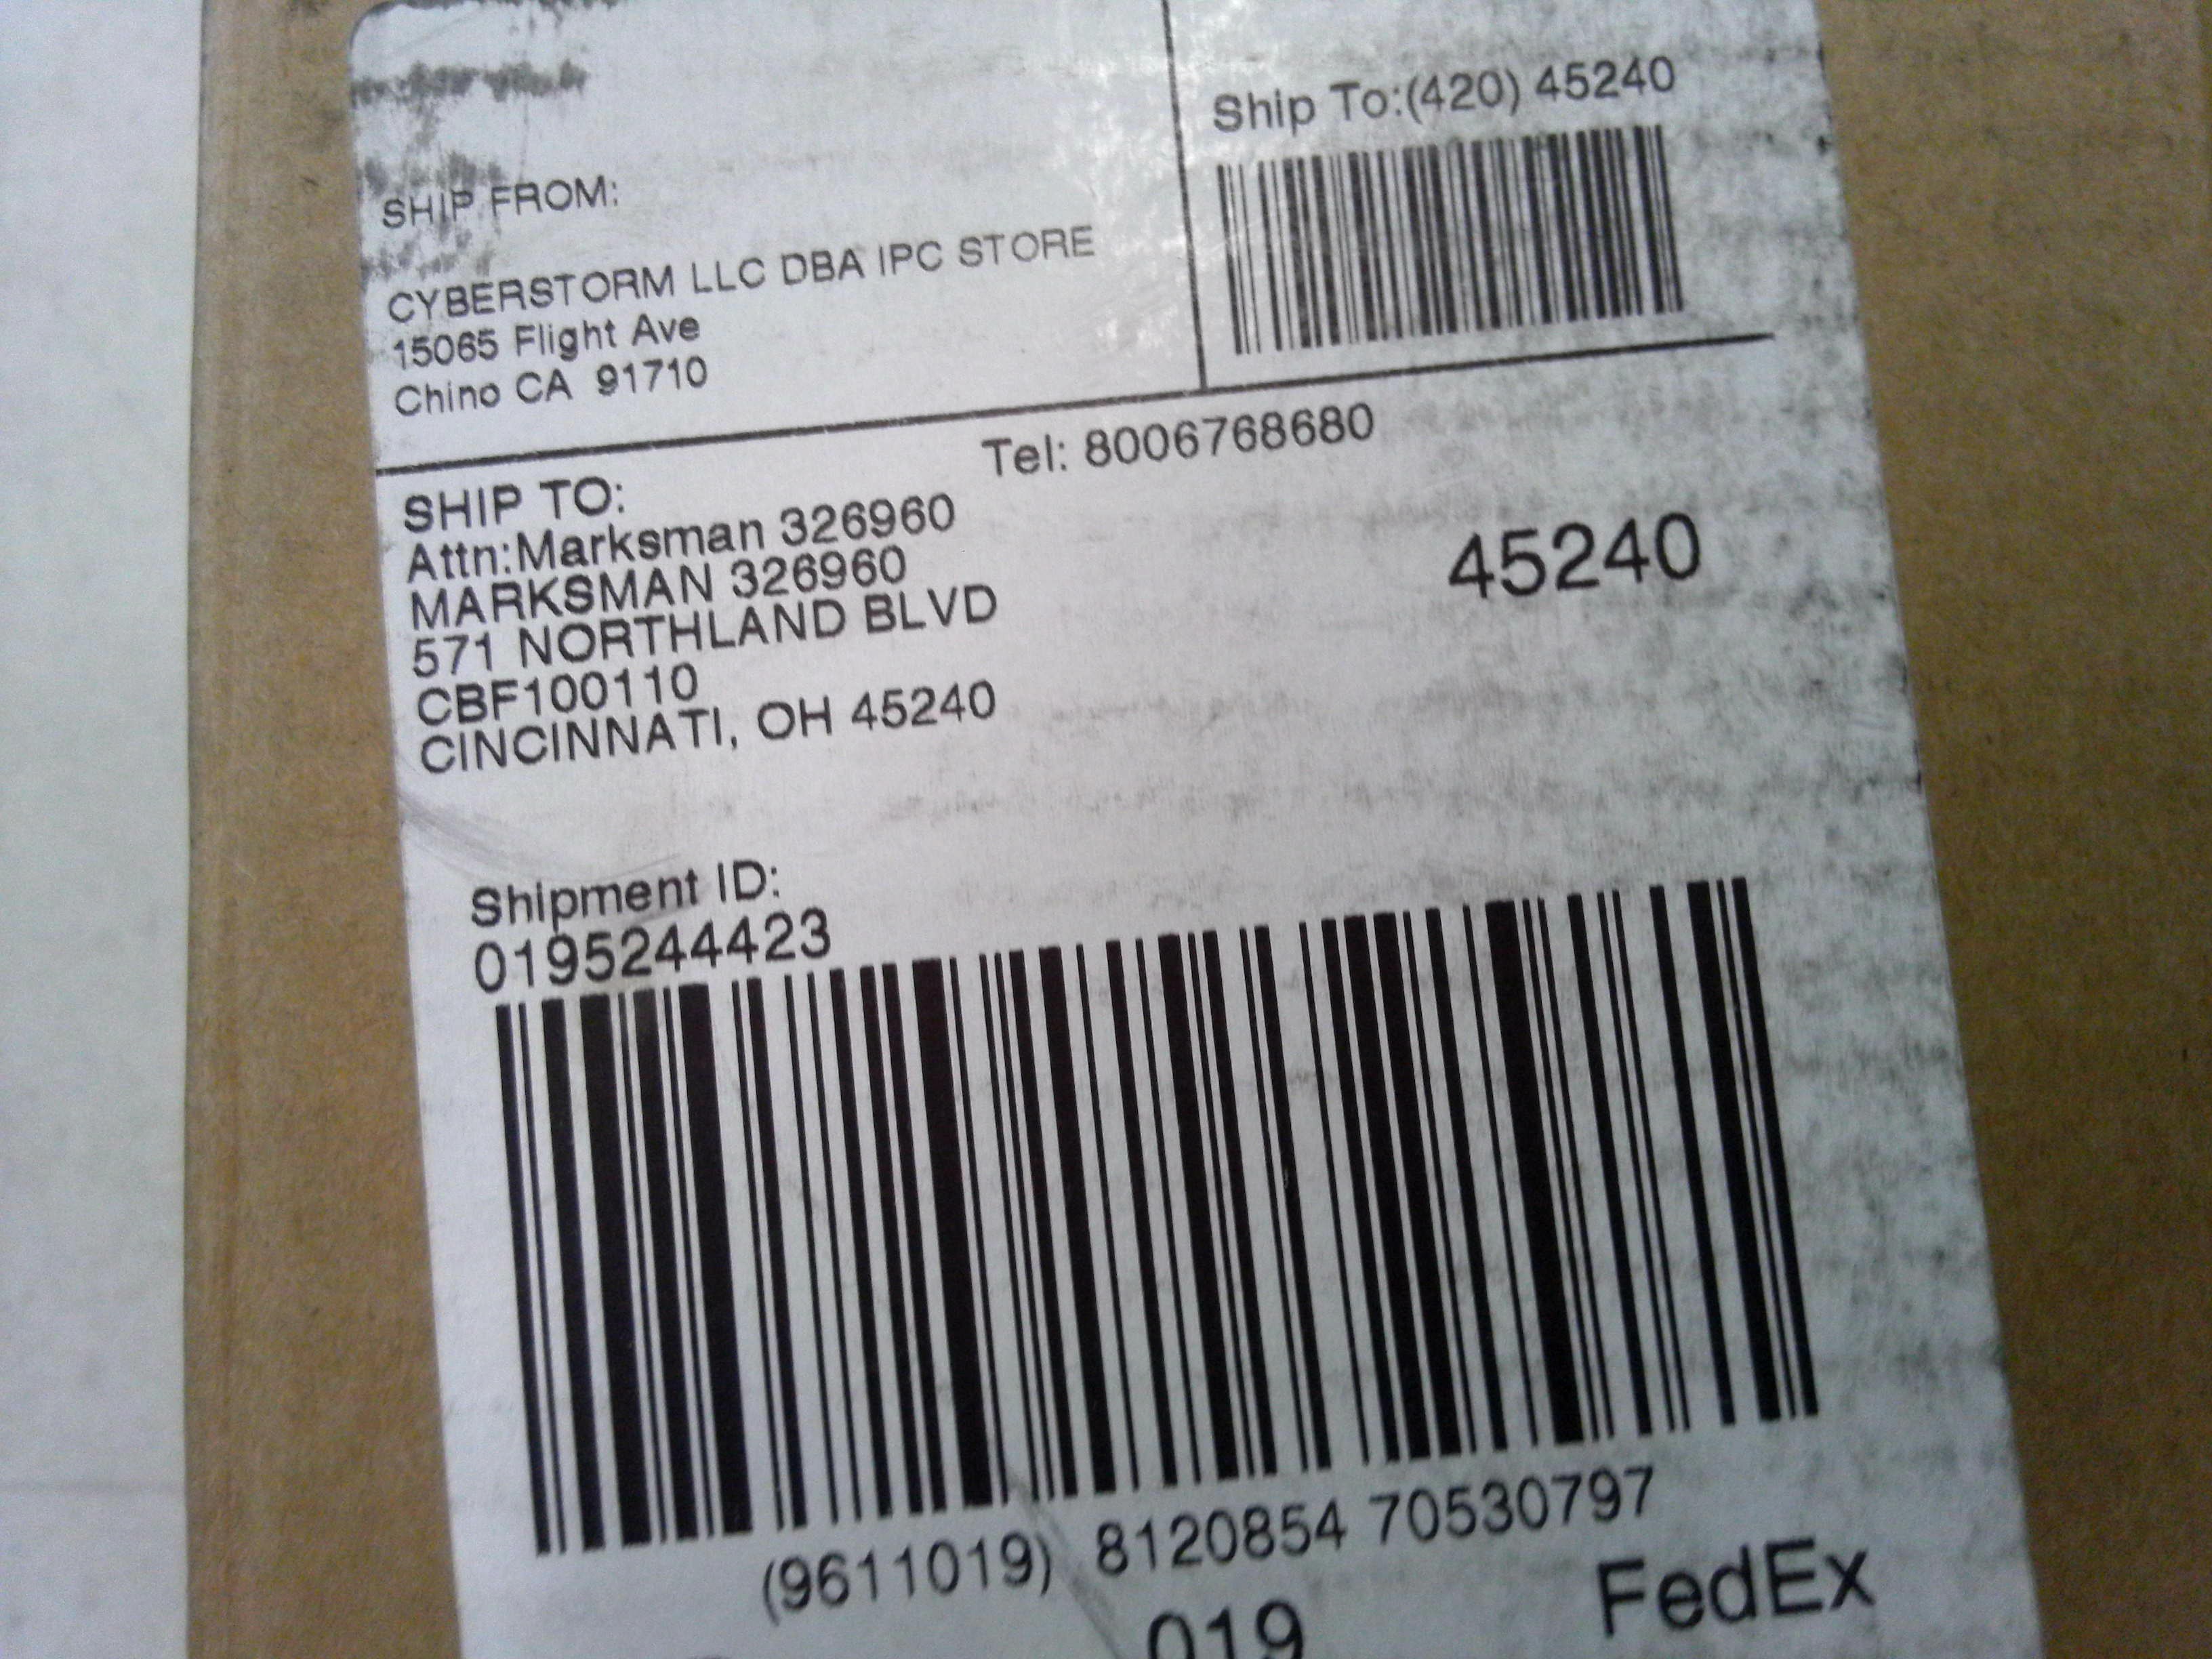 Ship To:(420) 45240
SHIP FROM:
CYBERSTORM LLC DBA IPC STORE
15065 Flight Ave
Chino CA 91710
Tel: 8006768680
SHIP TO:
Attn:Marksman 326960
MARKSMAN 326960
571 NORTHLAND BLVD
CBF100110
CINCINNATI, OH 45240
45240
Shipment ID:
0195244423
(9611019) 8120854 70530797
019
FedEx